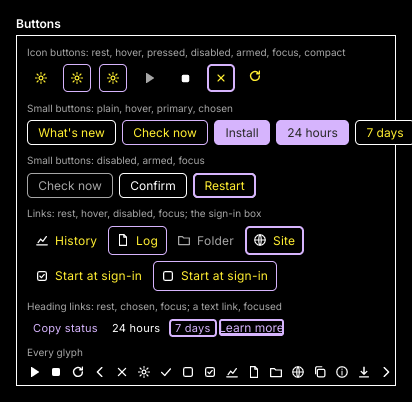 Buttons
Icon buttons: rest, hover, pressed, disabled, armed, focus, compact
Small buttons: plain, hover, primary, chosen
What's new Check now Install 24 hours 7 days
Small buttons: disabled, armed, focus
Check now Confirm Restart
Links: rest, hover, disabled, focus; the sign-in box
History Log Folder Site
Start at sign-in Start at sign-in
Heading links: rest, chosen, focus; a text link, focused
Copy status 24 hours 7 days Learn more
Every glyph